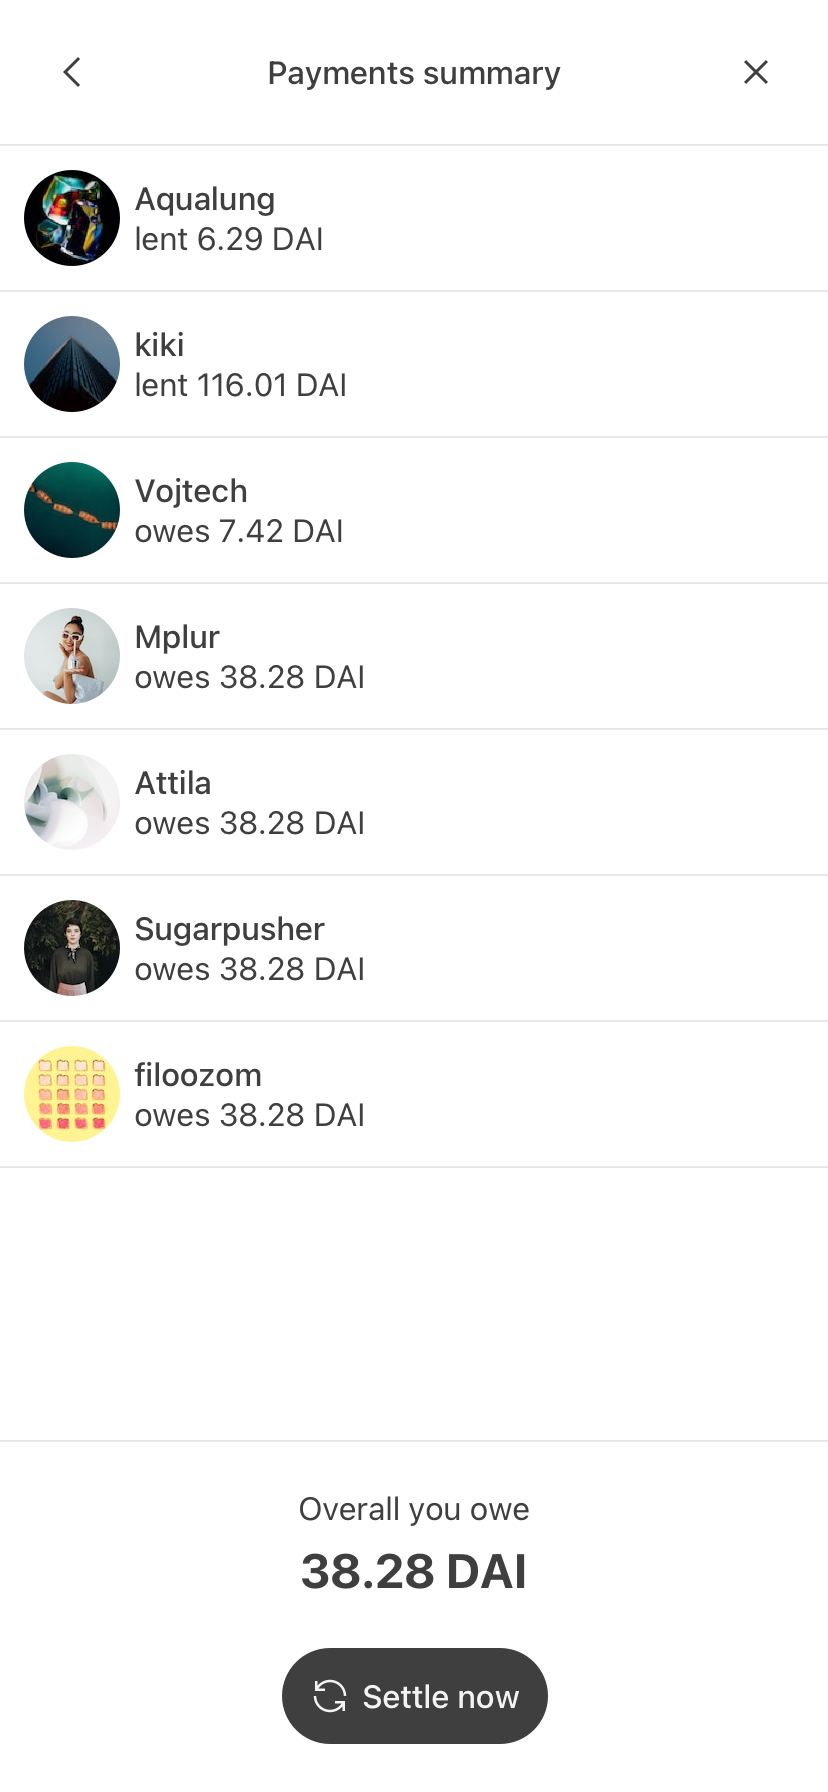 Payments summary
Aqualung
lent 6.29 DAI
kiki
lent 116.01 DAI
Vojtech
owes 7.42 DAI
Mplur
owes 38.28 DAI
Attila
owes 38.28 DAI
Sugarpusher
owes 38.28 DAI
filoozom
owes 38.28 DAI
Overall you owe
38.28 DAI
Settle now